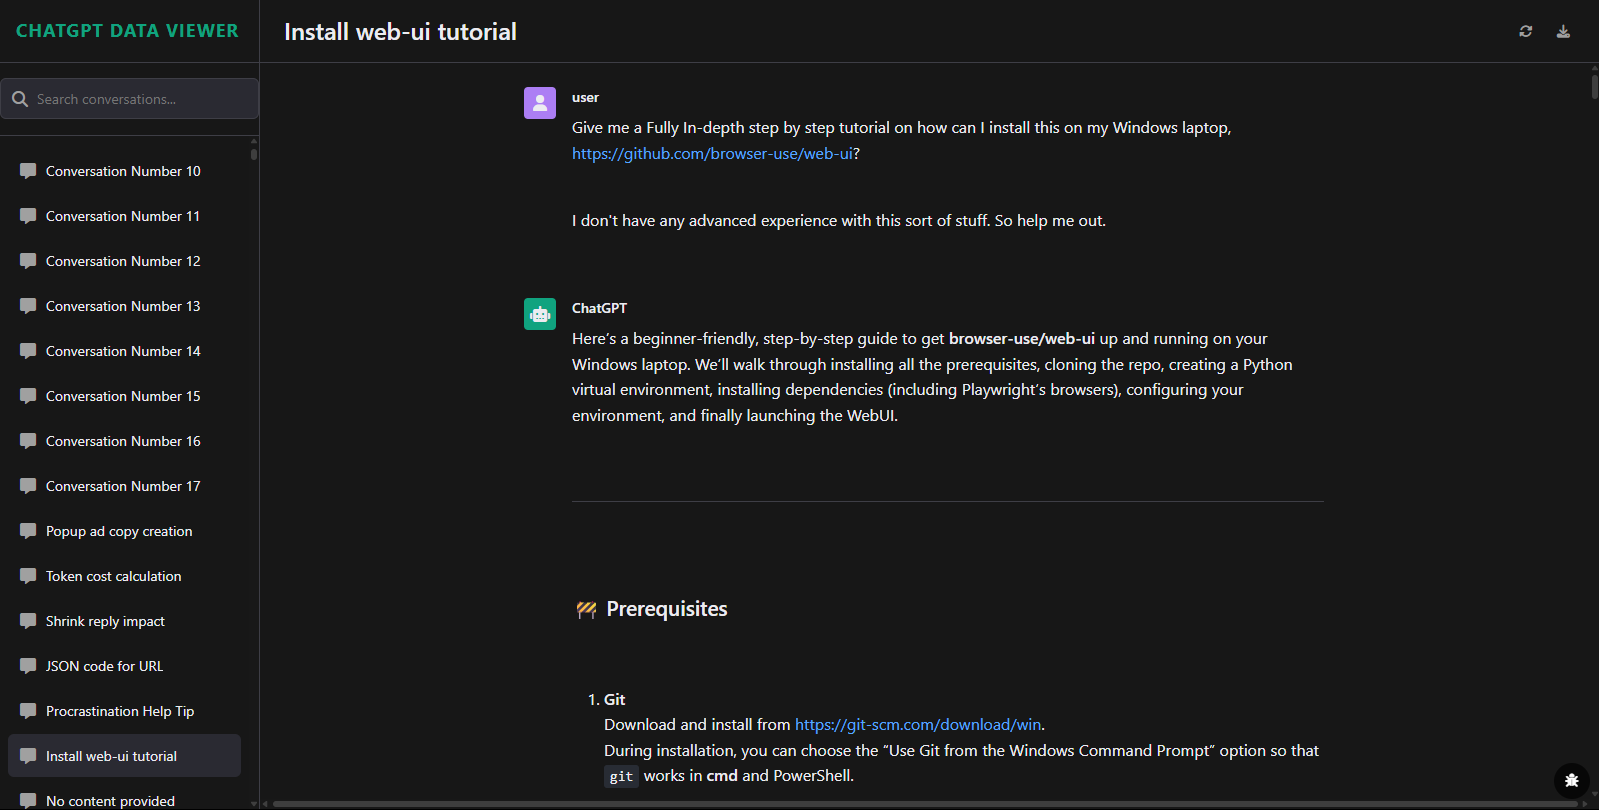 CHATGPT DATA VIEWER
Search conversations...
Conversation Number 10
Conversation Number 11
Conversation Number 12
Conversation Number 13
Conversation Number 14
Conversation Number 15
Conversation Number 16
Conversation Number 17
Popup ad copy creation
Token cost calculation
Shrink reply impact
JSON code for URL
Procrastination Help Tip
Install web-ui tutorial
No content provided
Install web-ui tutorial
user
Give me a Fully In-depth step by step tutorial on how can I install this on my Windows laptop,
https://github.com/browser-use/web-ui?
I don't have any advanced experience with this sort of stuff. So help me out.
ChatGPT
Here’s a beginner-friendly, step-by-step guide to get browser-use/web-ui up and running on your
Windows laptop. We’ll walk through installing all the prerequisites, cloning the repo, creating a Python
virtual environment, installing dependencies (including Playwright’s browsers), configuring your
environment, and finally launching the WebUI.
🚧 Prerequisites
1. Git
Download and install from https://git-scm.com/download/win.
During installation, you can choose the “Use Git from the Windows Command Prompt” option so that
git works in cmd and PowerShell.